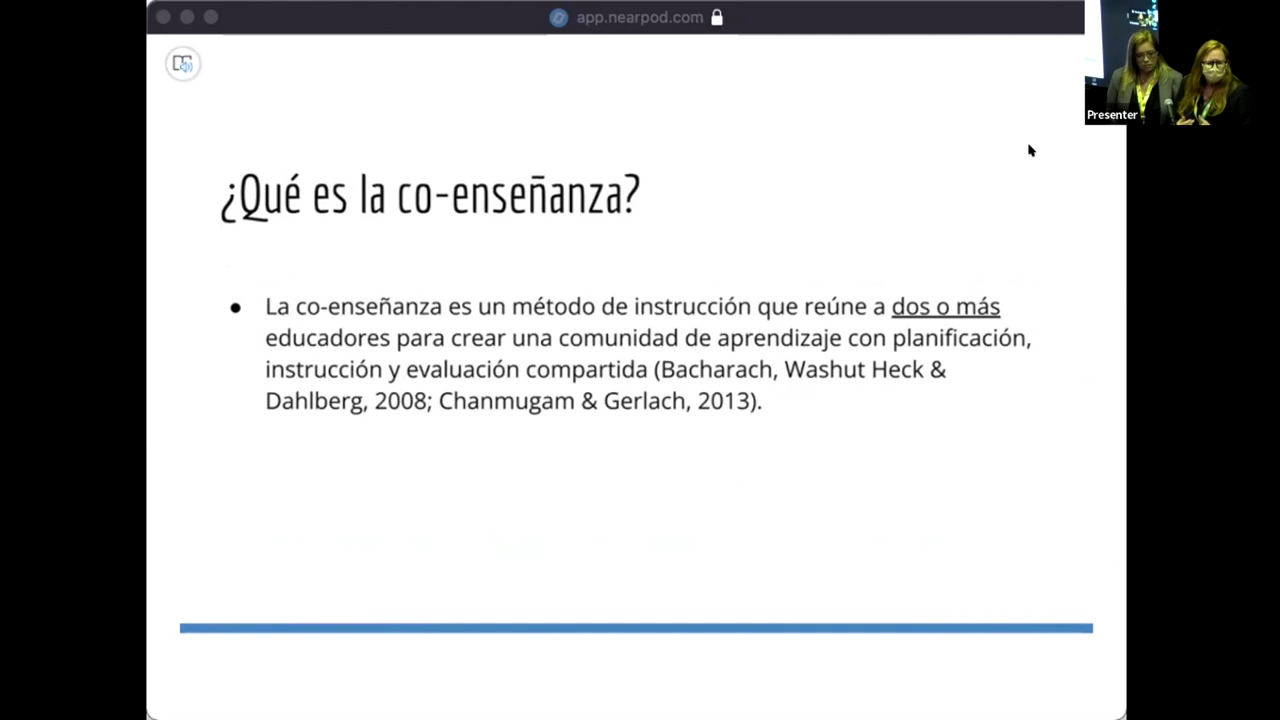 app.nearpod.com
Presenter
¿Qué es la co-enseñanza?
● La co-enseñanza es un método de instrucción que reúne a dos o más
educadores para crear una comunidad de aprendizaje con planificación,
instrucción y evaluación compartida (Bacharach, Washut Heck &
Dahlberg, 2008; Chanmugam & Gerlach, 2013).